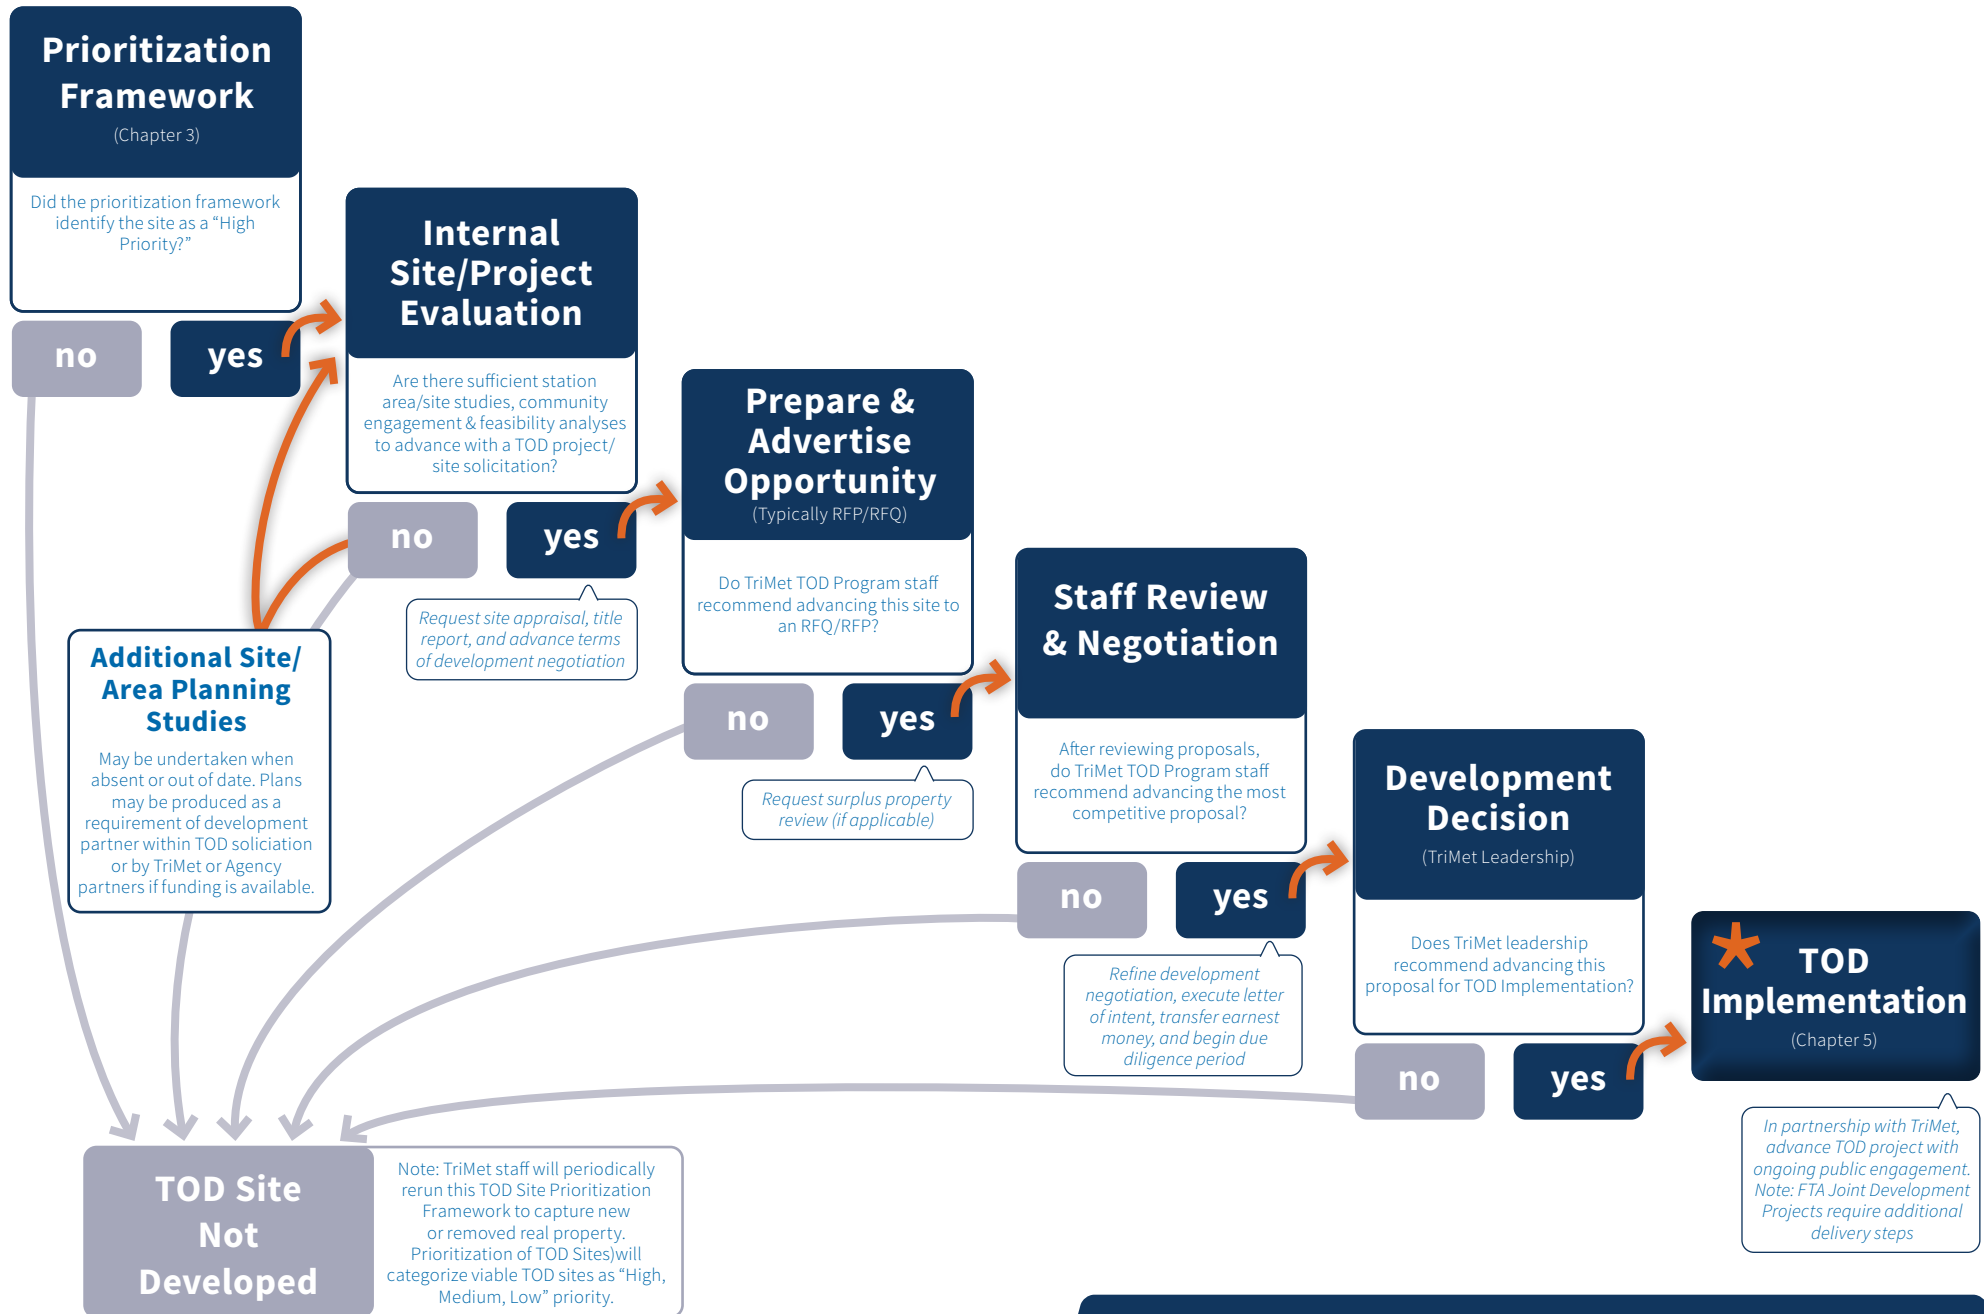 Prioritization
Framework
(Chapter 3)
Did the prioritization framework
identify the site as a “High
Priority?”
no
yes
Internal
Site/Project
Evaluation
Are there sufficient station
area/site studies, community
engagement & feasibility analyses
to advance with a TOD project/
site solicitation?
no
yes
Request site appraisal, title
report, and advance terms
of development negotiation
Additional Site/
Area Planning
Studies
May be undertaken when
absent or out of date. Plans
may be produced as a
requirement of development
partner within TOD soliciation
or by TriMet or Agency
partners if funding is available.
Prepare &
Advertise
Opportunity
(Typically RFP/RFQ)
Do TriMet TOD Program staff
recommend advancing this site to
an RFQ/RFP?
no
yes
Request surplus property
review (if applicable)
Staff Review
& Negotiation
After reviewing proposals,
do TriMet TOD Program staff
recommend advancing the most
competitive proposal?
no
yes
Refine development
negotiation, execute letter
of intent, transfer earnest
money, and begin due
diligence period
Development
Decision
(TriMet Leadership)
Does TriMet leadership
recommend advancing this
proposal for TOD Implementation?
no
yes
TOD
Implementation
(Chapter 5)
In partnership with TriMet,
advance TOD project with
ongoing public engagement.
Note: FTA Joint Development
Projects require additional
delivery steps
TOD Site
Not
Developed
Note: TriMet staff will periodically
rerun this TOD Site Prioritization
Framework to capture new
or removed real property.
Prioritization of TOD Sites)will
categorize viable TOD sites as “High,
Medium, Low” priority.